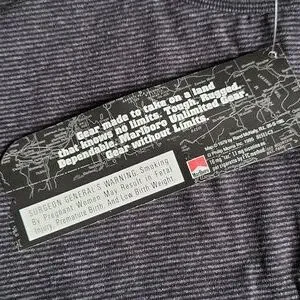 Gear made to take on a land
that knows no limits. Tough, Rugged,
Dependable. Marlboro Unlimited Gear.
Gear without Limits.
SURGEON GENERAL'S WARNING: Smoking
By Pregnant Women May Result in Fetal
Injury, Premature Birth, And Low Birth Weight.
Marlboro